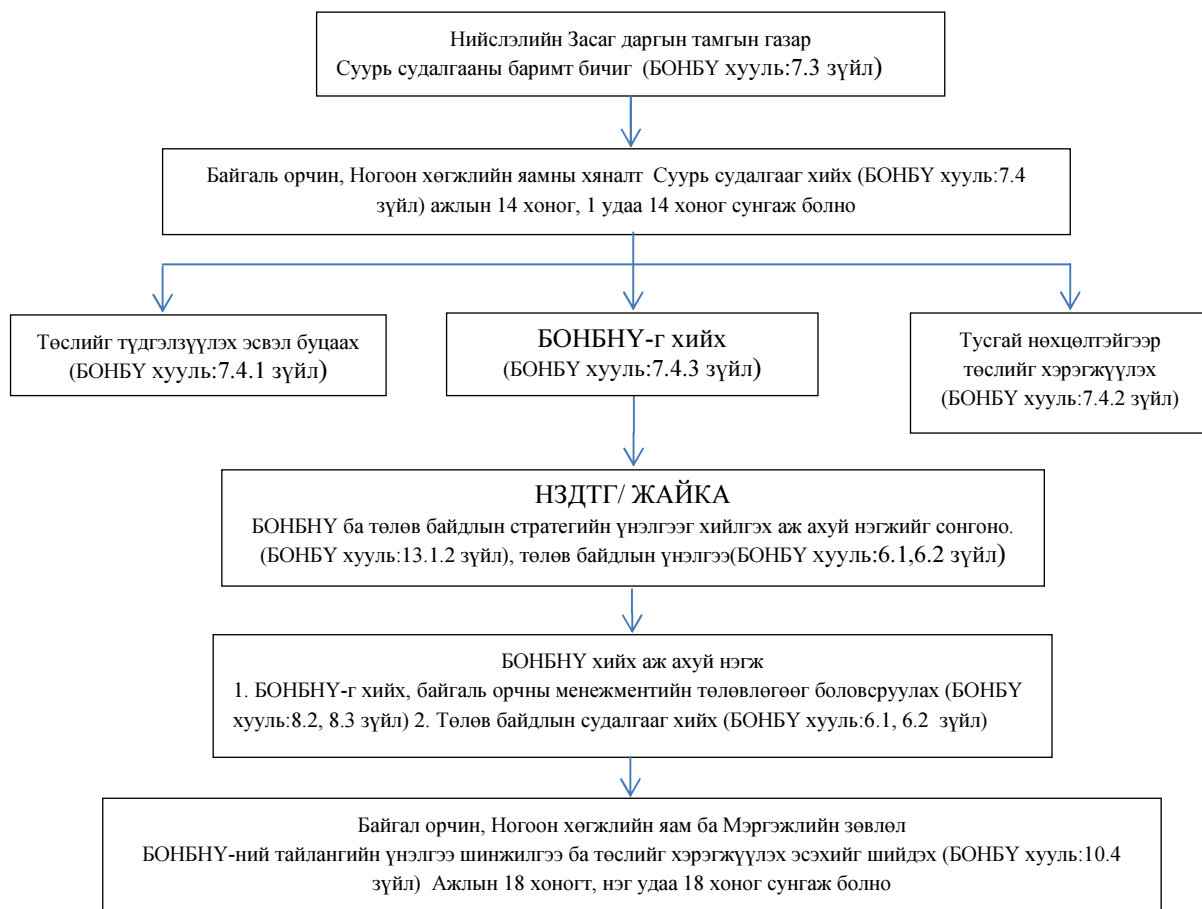 Нийслэлийн Засаг даргын тамгын газар
Суурь судалгааны баримт бичиг (БОНБҮ хууль:7.3 зүйл)
Байгаль орчин, Ногоон хөгжлийн яамны хяналт Суурь судалгааг хийх (БОНБҮ хууль:7.4
зүйл) ажлын 14 хоног, 1 удаа 14 хоног сунгаж болно
Төслийг түдгэлзүүлэх эсвэл буцаах
(БОНБҮ хууль:7.4.1 зүйл)
БОНБНҮ-г хийх
(БОНБҮ хууль:7.4.3 зүйл)
Тусгай нөхцөлтэйгээр
төслийг хэрэгжүүлэх
(БОНБҮ хууль:7.4.2 зүйл)
НЗДТГ/ ЖАЙКА
БОНБНҮ ба төлөв байдлын стратегийн үнэлгээг хийлгэх аж ахуй нэгжийг сонгоно.
(БОНБҮ хууль:13.1.2 зүйл), төлөв байдлын үнэлгээ(БОНБҮ хууль:6.1,6.2 зүйл)
БОНБНҮ хийх аж ахуй нэгж
1. БОНБНҮ-г хийх, байгаль орчны менежментийн төлөвлөгөөг боловсруулах (БОНБҮ
хууль:8.2, 8.3 зүйл) 2. Төлөв байдлын судалгааг хийх (БОНБҮ хууль:6.1, 6.2 зүйл)
Байгал орчин, Ногоон хөгжлийн яам ба Мэргэжлийн зөвлөл
БОНБНҮ-ний тайлангийн үнэлгээ шинжилгээ ба төслийг хэрэгжүүлэх эсэхийг шийдэх (БОНБҮ хууль:10.4
зүйл) Ажлын 18 хоногт, нэг удаа 18 хоног сунгаж болно